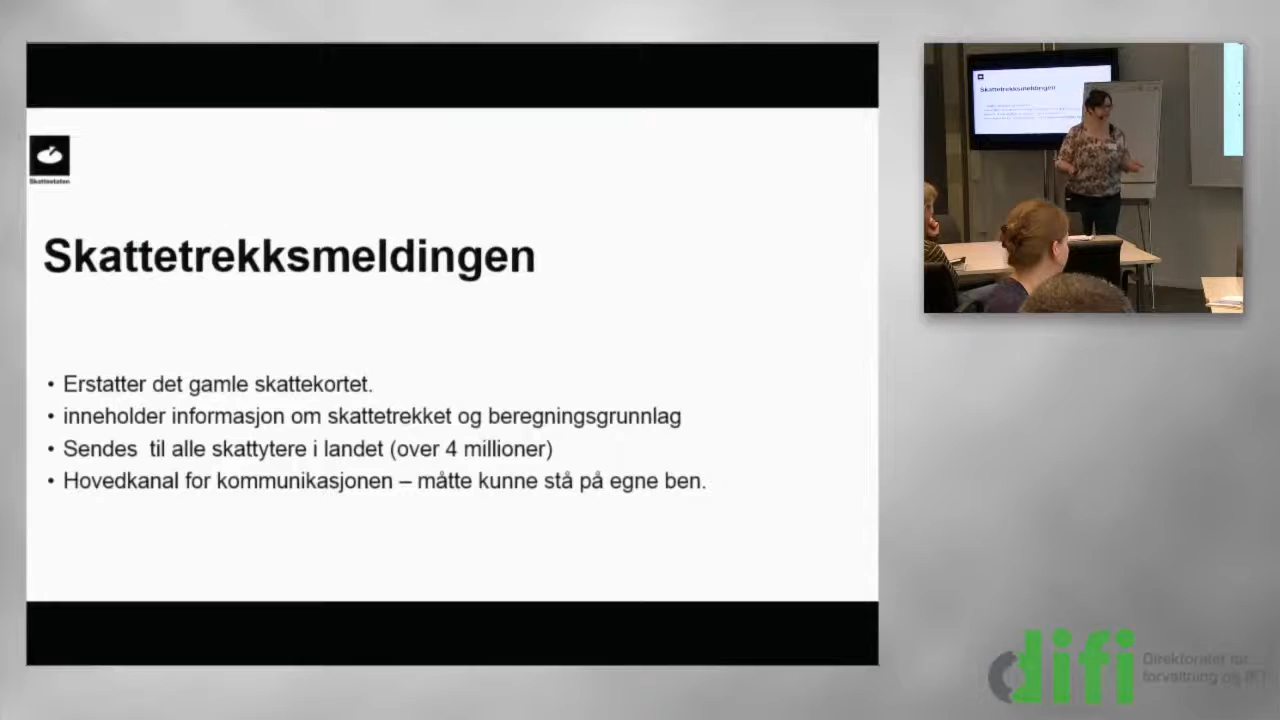 Skatteetaten
Skattetrekksmeldingen
• Erstatter det gamle skattekortet.
• inneholder informasjon om skattetrekket og beregningsgrunnlag
• Sendes til alle skattytere i landet (over 4 millioner)
• Hovedkanal for kommunikasjonen – måtte kunne stå på egne ben.
Skattetrekksmeldingen
difi
Direktoratet for
forvaltning og IKT